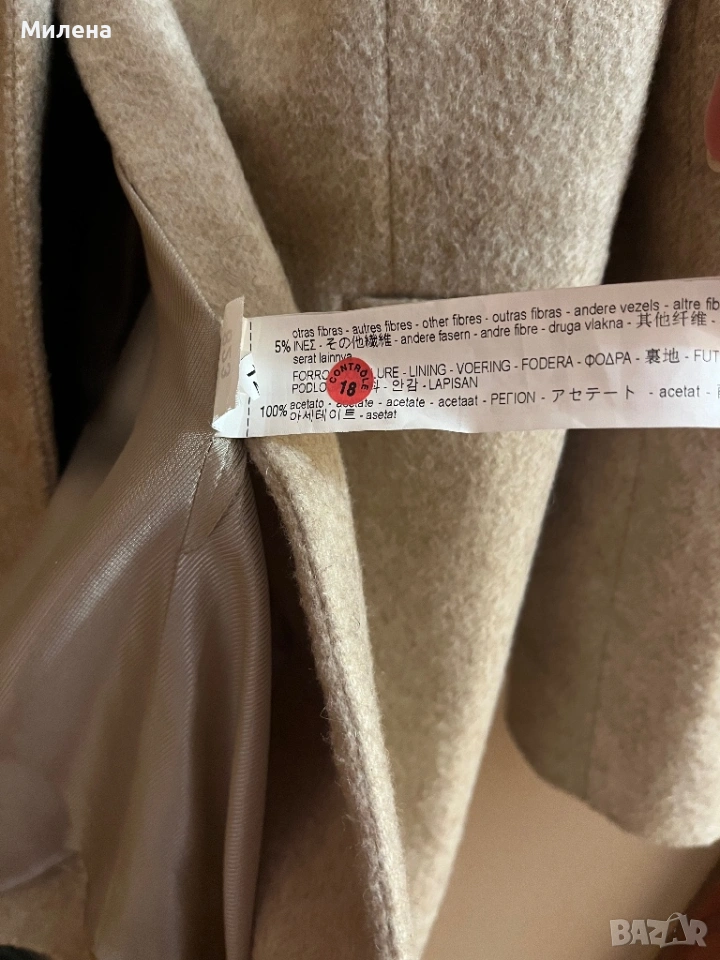 Милена
otras fibras - autres fibres - other fibres - outras fibras - andere vezels - altre fib
5% ΙΝΕΣ - その他繊維 - andere fasern - andre fibre - druga vlakna - 其他纤维 -
serat lainnya
FORRO LURE - LINING - VOERING - FODERA - ΦΟΔΡΑ - 裏地 - FUT
PODLO 안감 - LAPISAN
CONTROLE
18
100% acetato - acetate - acetate - acetaat - ΡΕΓΙΟΝ - アセテート - acetat -
아세테이트 - asetat
BAZAR